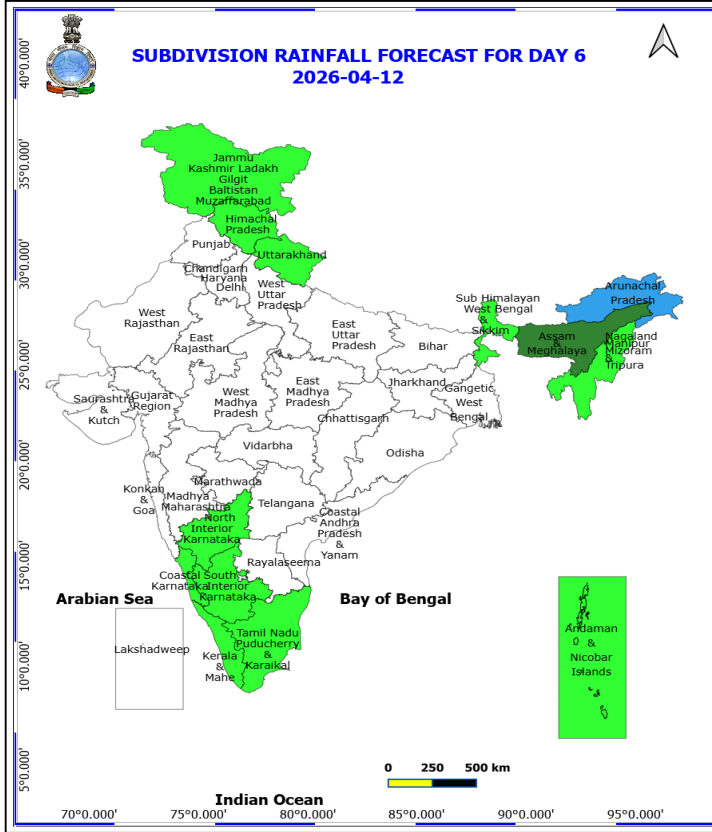 SUBDIVISION RAINFALL FORECAST FOR DAY 6
2026-04-12
40°0.000'
35°0.000'
30°0.000'
25°0.000'
20°0.000'
15°0.000'
10°0.000'
5°0.000'
Jammu
Kashmir Ladakh
Gilgit
Baltistan
Muzaffarabad
Himachal
Pradesh
Punjab
Uttarakhand
Chandigarh
Haryana
Delhi
West
Uttar
Pradesh
West
Rajasthan
East
Rajasthan
East
Uttar
Pradesh
Bihar
Sub Himalayan
West Bengal
&
Sikkim
Arunachal
Pradesh
Assam
&
Meghalaya
Nagaland
Manipur
Mizoram
&
Tripura
Saurashtra
&
Kutch
Gujarat
Region
West
Madhya
Pradesh
East
Madhya
Pradesh
Jharkhand
Gangetic
West
Bengal
Chhattisgarh
Odisha
Vidarbha
Konkan
&
Goa
Madhya
Maharashtra
Marathwada
Telangana
North
Interior
Karnataka
Coastal
Andhra
Pradesh
&
Yanam
Rayalaseema
Coastal
Karnataka
South
Interior
Karnataka
Arabian Sea
Bay of Bengal
Lakshadweep
Kerala
&
Mahe
Tamil Nadu
Puducherry
&
Karaikal
Andaman
&
Nicobar
Islands
0 250 500 km
Indian Ocean
70°0.000' 75°0.000' 80°0.000' 85°0.000' 90°0.000' 95°0.000'